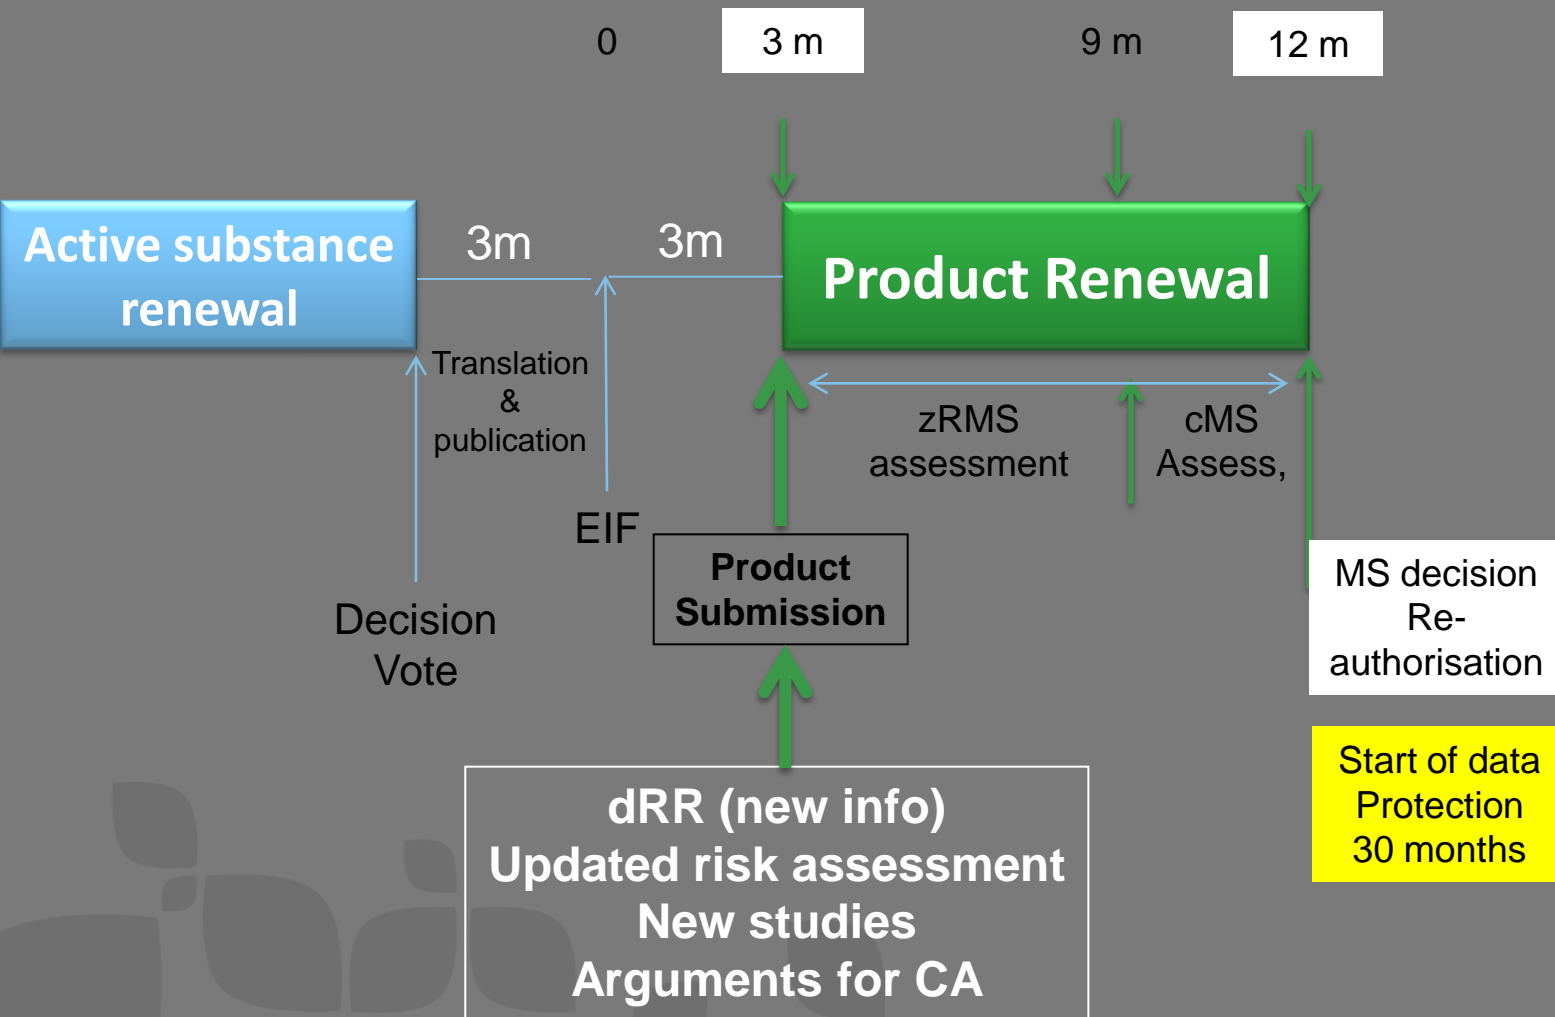 0
3 m
9 m
12 m
Active substance
renewal
3m
3m
Product Renewal
Translation
&
publication
zRMS
assessment
cMS
Assess,
EIF
Product
Submission
Decision
Vote
MS decision
Re-
authorisation
Start of data
Protection
30 months
dRR (new info)
Updated risk assessment
New studies
Arguments for CA